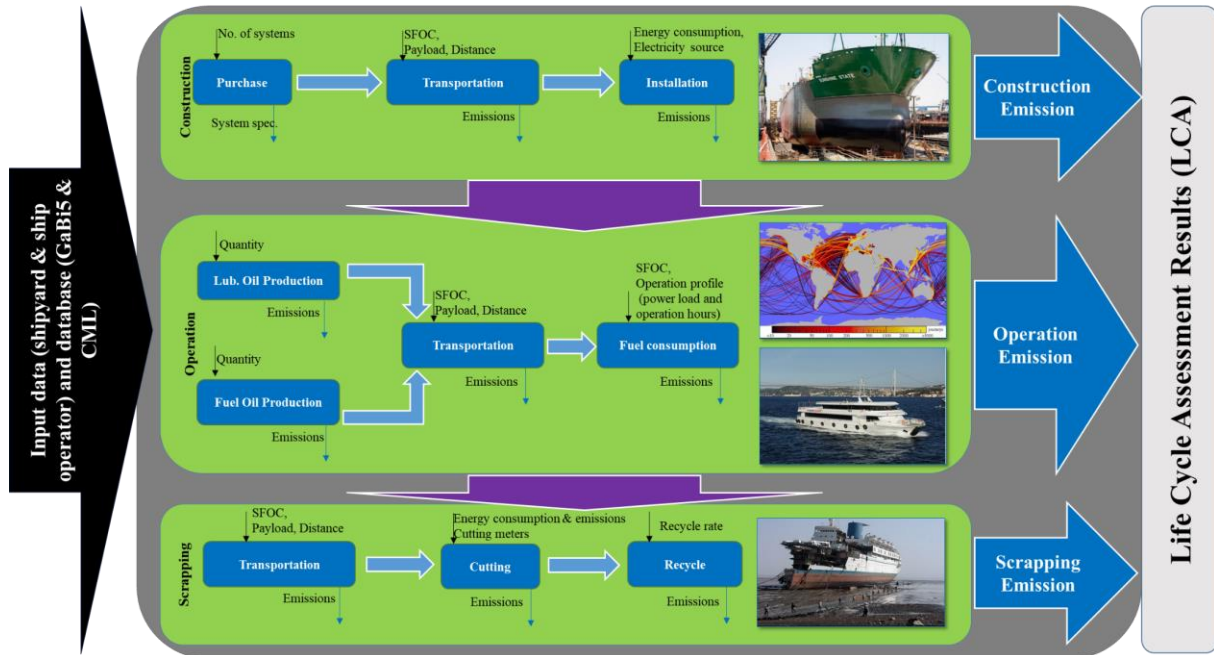 Input data (shipyard & ship
operator) and database (GaBi5 &
CML)
Construction
No. of systems
Purchase
System spec.
SFOC,
Payload, Distance
Transportation
Emissions
Energy consumption,
Electricity source
Installation
Emissions
Construction
Emission
Operation
Quantity
Lub. Oil Production
Emissions
Quantity
Fuel Oil Production
Emissions
SFOC,
Payload, Distance
Transportation
Emissions
SFOC,
Operation profile
(power load and
operation hours)
Fuel consumption
Emissions
Operation
Emission
Scrapping
SFOC,
Payload, Distance
Transportation
Emissions
Energy consumption & emissions
Cutting meters
Cutting
Emissions
Recycle rate
Recycle
Emissions
Scrapping
Emission
Life Cycle Assessment Results (LCA)